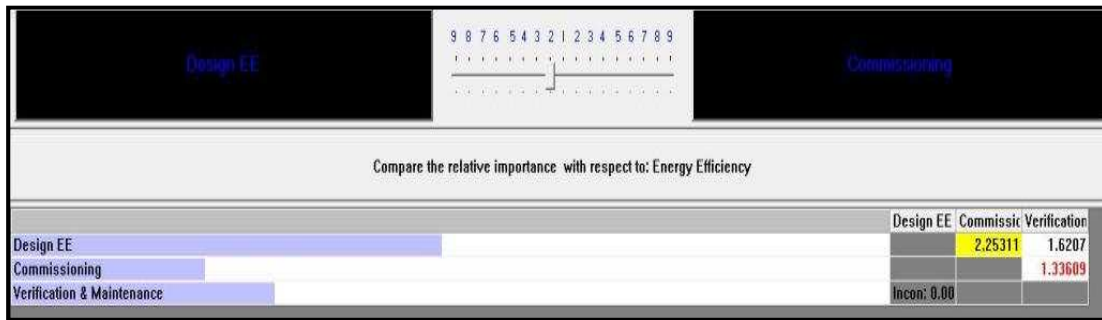 9 8 7 6 5 4 3 2 1 2 3 4 5 6 7 8 9
Design EE
Commissioning
Compare the relative importance with respect to: Energy Efficiency
Design EE Commissic Verification
Design EE 2.25311 1.6207
Commissioning 1.33609
Verification & Maintenance Incon: 0.00